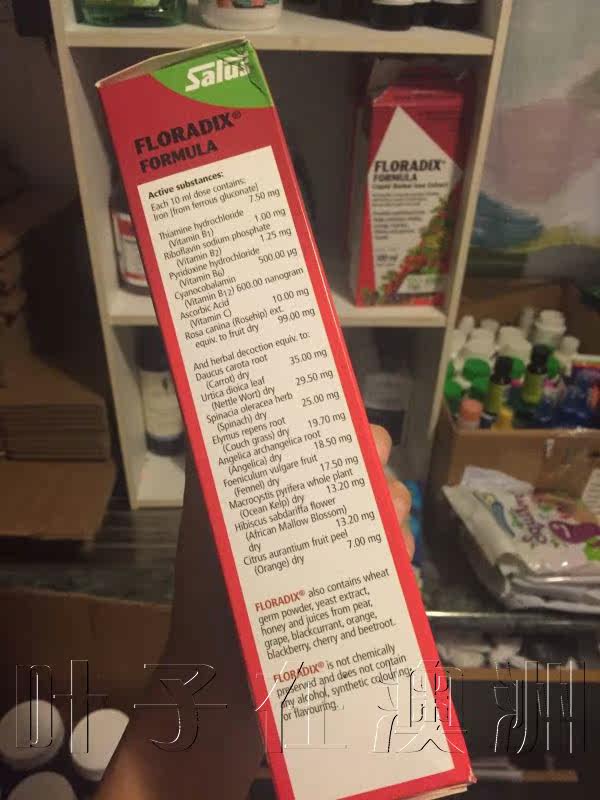 Salus
FLORADIX®
FORMULA
Active substances:
Each 10 ml dose contains:
Iron [from ferrous gluconate]
7.50 mg
Thiamine hydrochloride
(Vitamin B1) 1.00 mg
Riboflavin sodium phosphate
(Vitamin B2) 1.25 mg
Pyridoxine hydrochloride
(Vitamin B6) 500.00 µg
Cyanocobalamin
(Vitamin B12) 600.00 nanogram
Ascorbic Acid
(Vitamin C) 10.00 mg
Rosa canina (Rosehip) ext.
equiv. to fruit dry 99.00 mg
And herbal decoction equiv. to:
Daucus carota root
(Carrot) dry 35.00 mg
Urtica dioica leaf
(Nettle Wort) dry 29.50 mg
Spinacia oleracea herb
(Spinach) dry 25.00 mg
Elymus repens root
(Couch grass) dry 19.70 mg
Angelica archangelica root
(Angelica) dry 18.50 mg
Foeniculum vulgare fruit
(Fennel) dry 17.50 mg
Macrocystis pyrifera whole plant
(Ocean Kelp) dry 13.20 mg
Hibiscus sabdariffa flower
(African Mallow Blossom)
dry 13.20 mg
Citrus aurantium fruit peel
(Orange) dry 7.00 mg
FLORADIX® also contains wheat
germ powder, yeast extract,
honey and juices from pear,
grape, blackcurrant, orange,
blackberry, cherry and beetroot.
FLORADIX® is not chemically
preserved and does not contain
any alcohol, synthetic colouring
or flavouring.
FLORADIX®
FORMULA
Liquid Herbal Iron Extract
叶子在澳洲